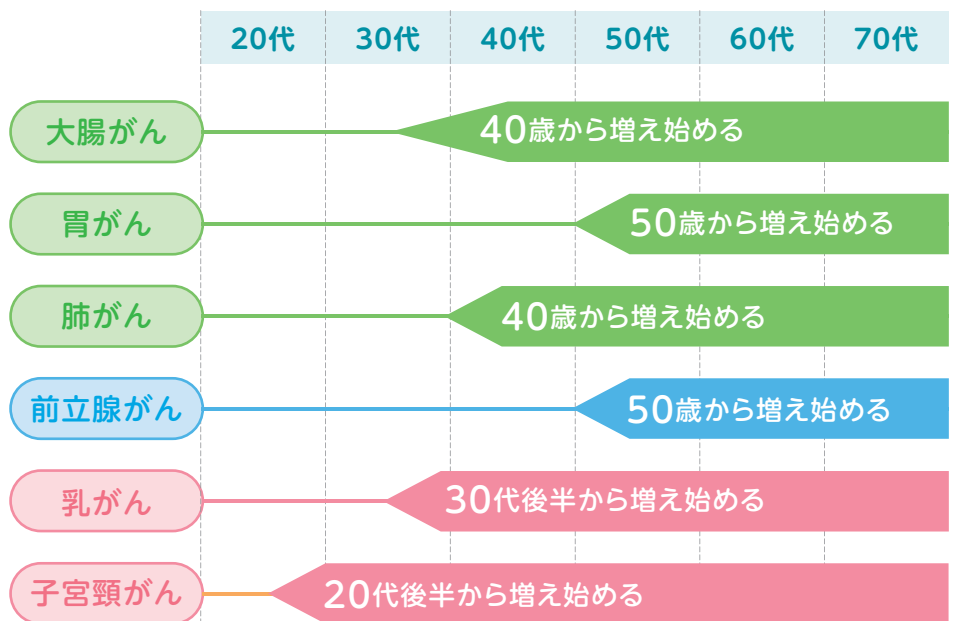 20代 30代 40代 50代 60代 70代
大腸がん 40歳から増え始める
胃がん 50歳から増え始める
肺がん 40歳から増え始める
前立腺がん 50歳から増え始める
乳がん 30代後半から増え始める
子宮頸がん 20代後半から増え始める